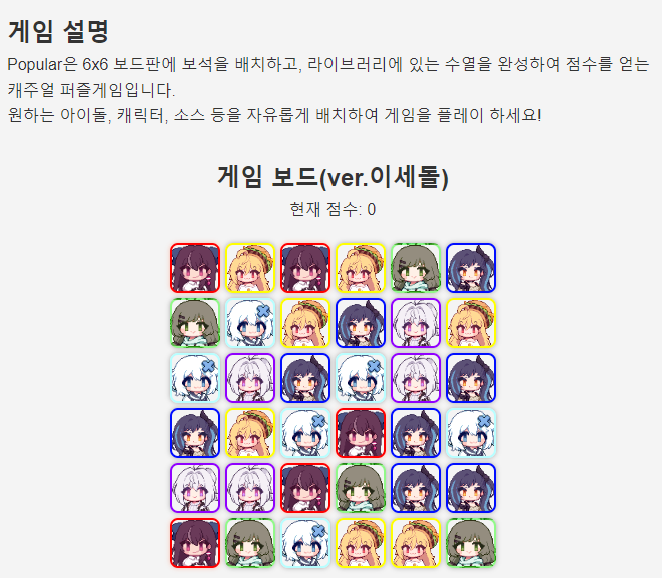 게임 설명
Popular은 6x6 보드판에 보석을 배치하고, 라이브러리에 있는 수열을 완성하여 점수를 얻는
캐주얼 퍼즐게임입니다.
원하는 아이돌, 캐릭터, 소스 등을 자유롭게 배치하여 게임을 플레이 하세요!
게임 보드(ver.이세돌)
현재 점수: 0